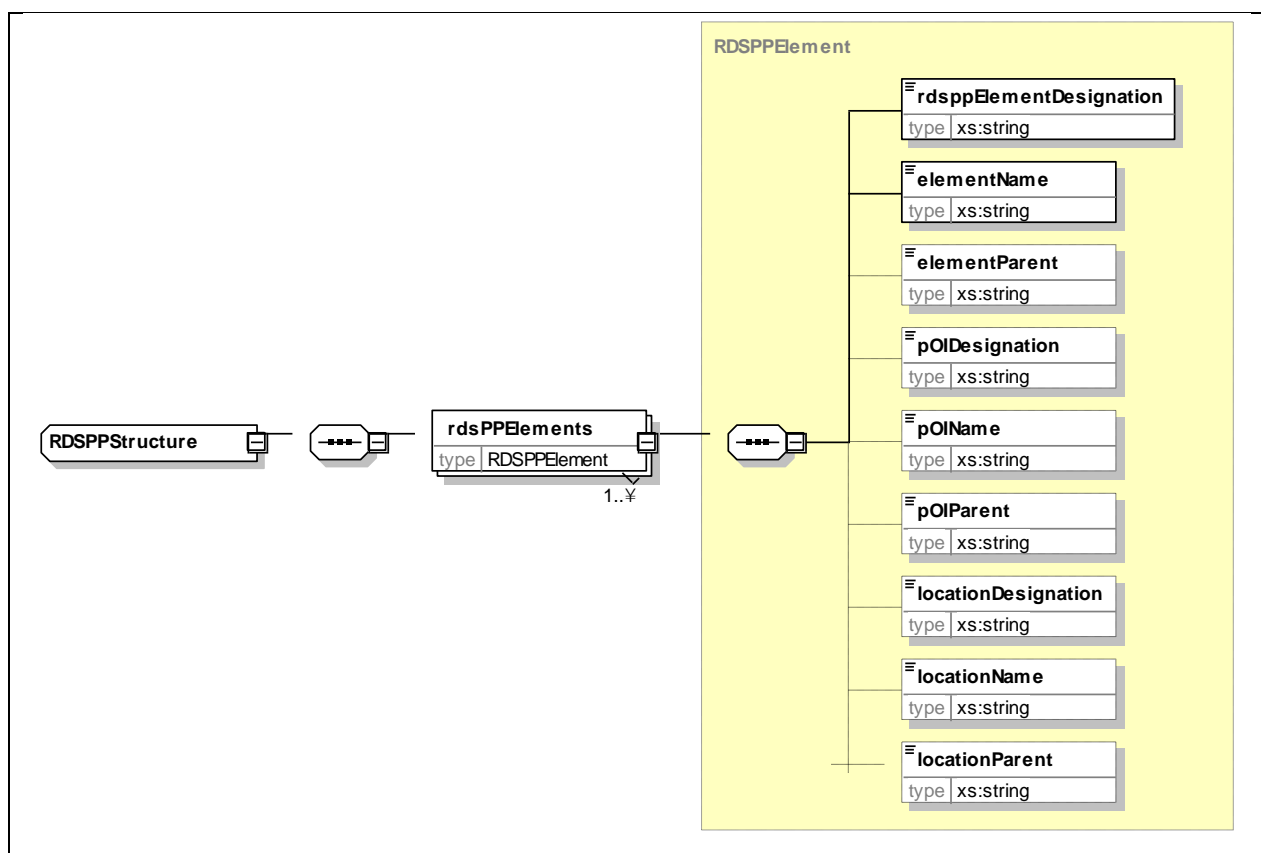 RDSPPElement
rdsppElementDesignation
type xs:string
elementName
type xs:string
elementParent
type xs:string
pOIDesignation
type xs:string
RDSPPStructure
rdsPPElements
type RDSPPElement
1..¥
pOIName
type xs:string
pOIParent
type xs:string
locationDesignation
type xs:string
locationName
type xs:string
locationParent
type xs:string